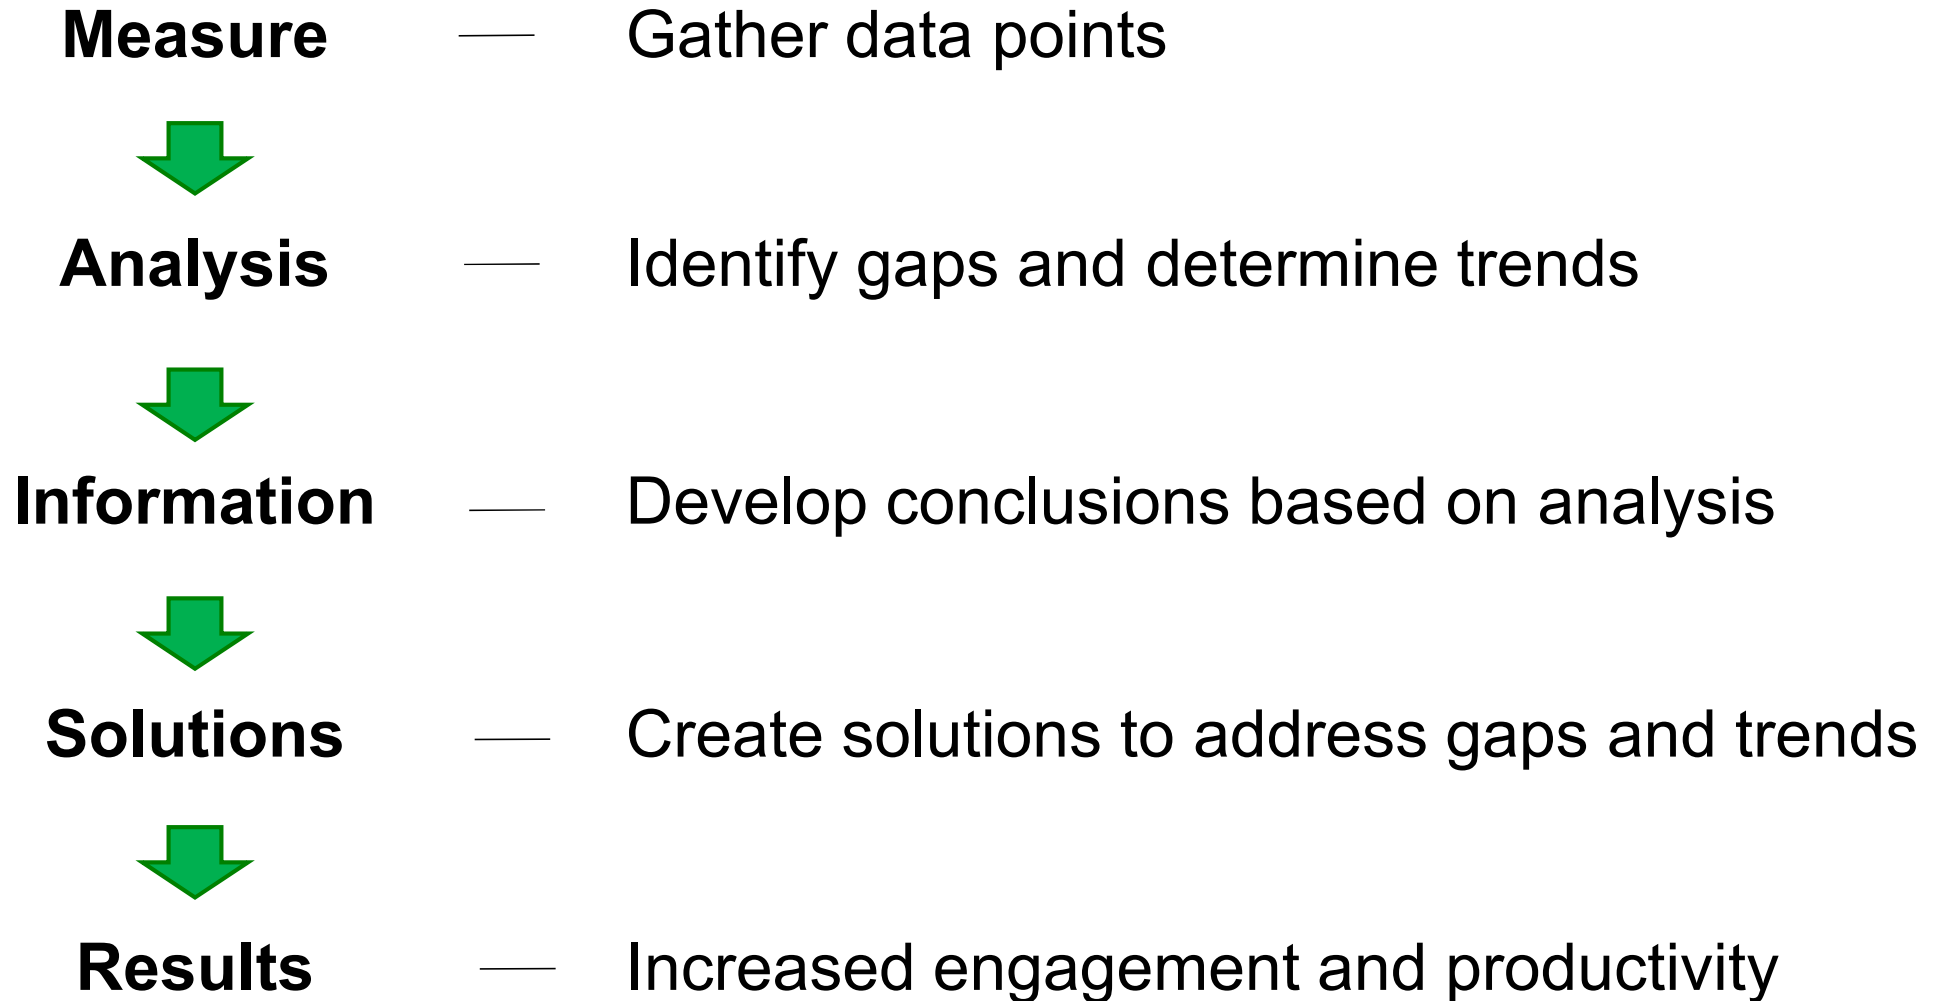 Measure — Gather data points
Analysis — Identify gaps and determine trends
Information — Develop conclusions based on analysis
Solutions — Create solutions to address gaps and trends
Results — Increased engagement and productivity